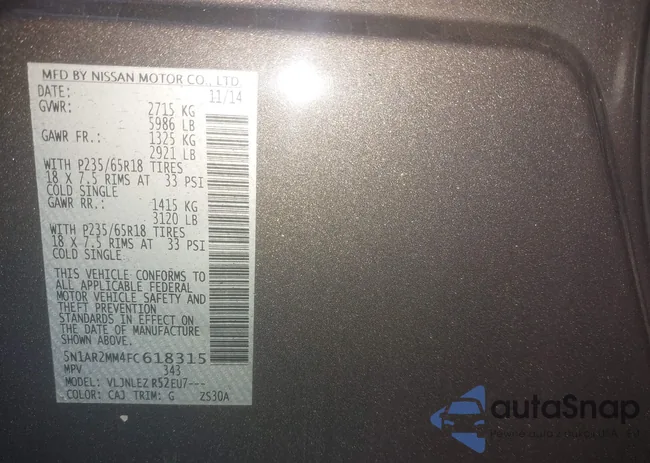 MFD BY NISSAN MOTOR CO., LTD.
DATE: 11/14
GVWR: 2715 KG
5986 LB
GAWR FR.: 1325 KG
2921 LB
WITH P235/65R18 TIRES
18 X 7.5 RIMS AT 33 PSI
COLD SINGLE
GAWR RR.: 1415 KG
3120 LB
WITH P235/65R18 TIRES
18 X 7.5 RIMS AT 33 PSI
COLD SINGLE
THIS VEHICLE CONFORMS TO
ALL APPLICABLE FEDERAL
MOTOR VEHICLE SAFETY AND
THEFT PREVENTION
STANDARDS IN EFFECT ON
THE DATE OF MANUFACTURE
SHOWN ABOVE
5N1AR2MM4FC618315
MPV 343
MODEL: VLJNLEZ R52EU7---
COLOR: CAJ TRIM: G ZS30A
autaSnap
Pewne auta z rynku USA